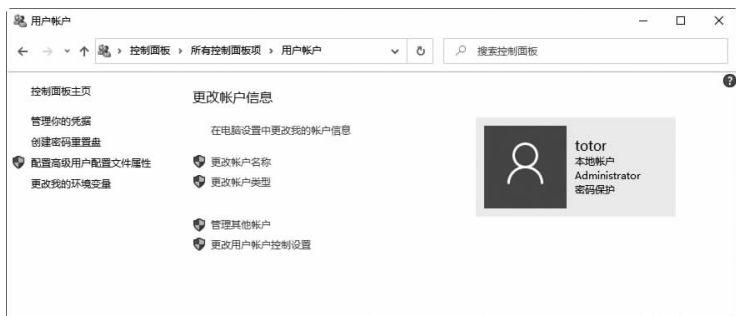 用户帐户
控制面板 › 所有控制面板项 › 用户帐户
搜索控制面板
控制面板主页
管理你的凭据
创建密码重置盘
配置高级用户配置文件属性
更改我的环境变量
更改帐户信息
在电脑设置中更改我的帐户信息
更改帐户名称
更改帐户类型
管理其他帐户
更改用户帐户控制设置
totor
本地帐户
Administrator
密码保护